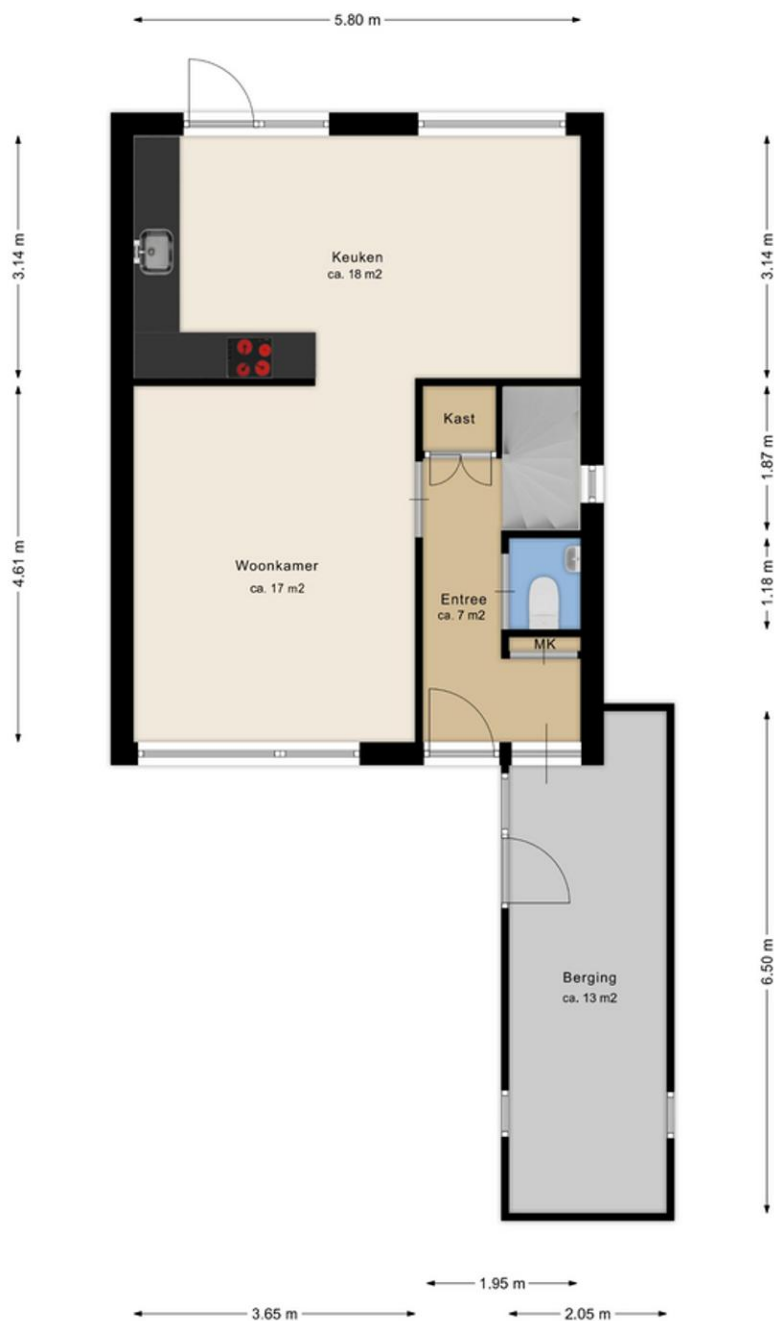 5.80 m
3.14 m
3.14 m
Keuken
ca. 18 m2
Kast
1.87 m
4.61 m
Woonkamer
ca. 17 m2
1.18 m
Entree
ca. 7 m2
MK
6.50 m
Berging
ca. 13 m2
1.95 m
3.65 m
2.05 m